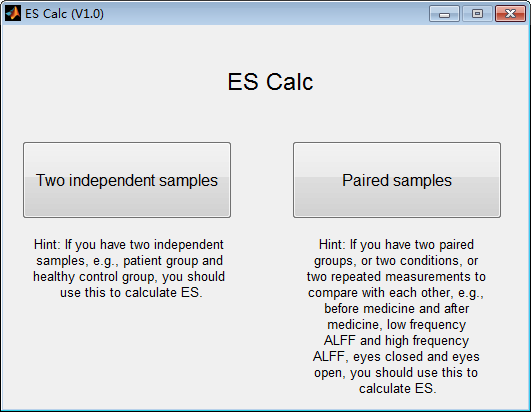 ES Calc (V1.0)
ES Calc
Two independent samples
Paired samples
Hint: If you have two independent
samples, e.g., patient group and
healthy control group, you should
use this to calculate ES.
Hint: If you have two paired
groups, or two conditions, or
two repeated measurements to
compare with each other, e.g.,
before medicine and after
medicine, low frequency
ALFF and high frequency
ALFF, eyes closed and eyes
open, you should use this to
calculate ES.